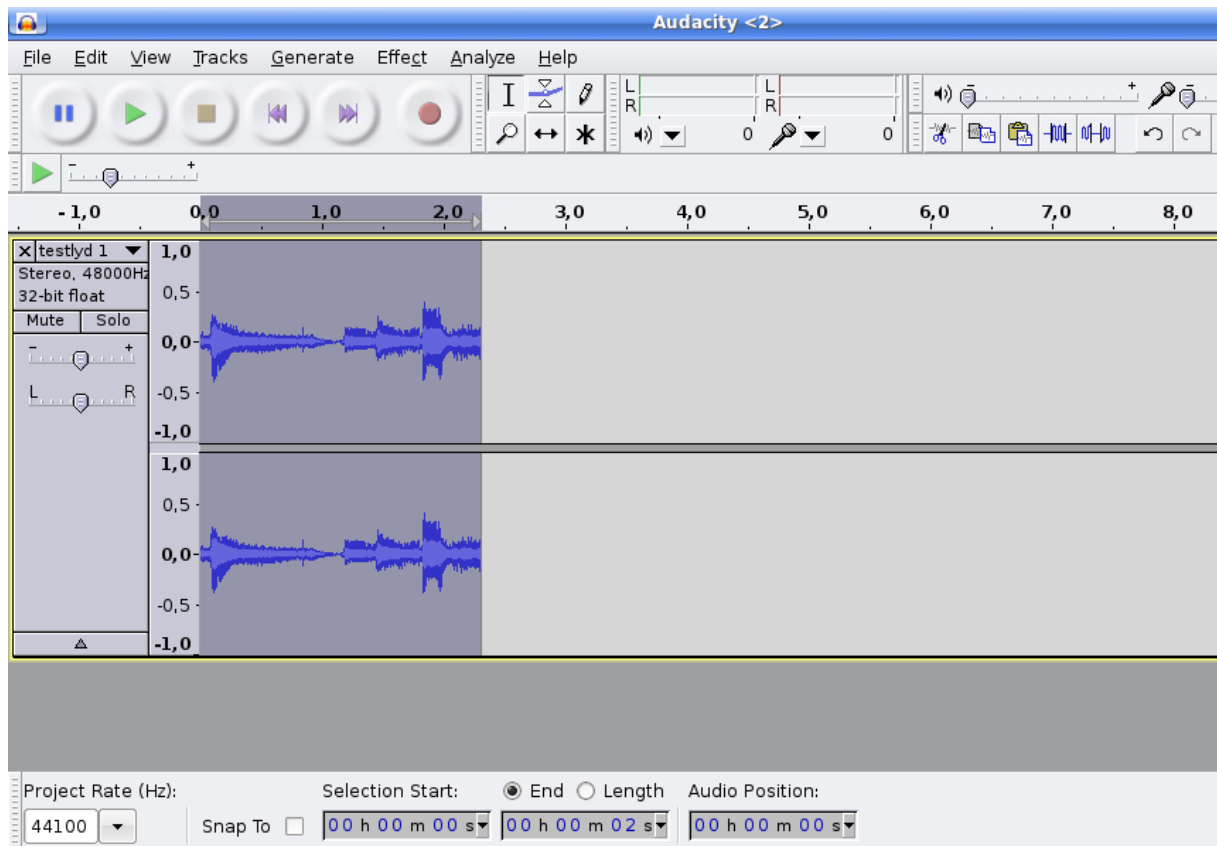 Audacity <2>
File Edit View Tracks Generate Effect Analyze Help
L L
R R
0 0
- +
- +
-1,0 0,0 1,0 2,0 3,0 4,0 5,0 6,0 7,0 8,0
X testlyd 1 1,0
Stereo, 48000Hz
32-bit float 0,5
Mute Solo
- + 0,0
L R -0,5
-1,0
1,0
0,5
0,0
-0,5
-1,0
Project Rate (Hz): Selection Start: End Length Audio Position:
44100 Snap To 00 h 00 m 00 s 00 h 00 m 02 s 00 h 00 m 00 s